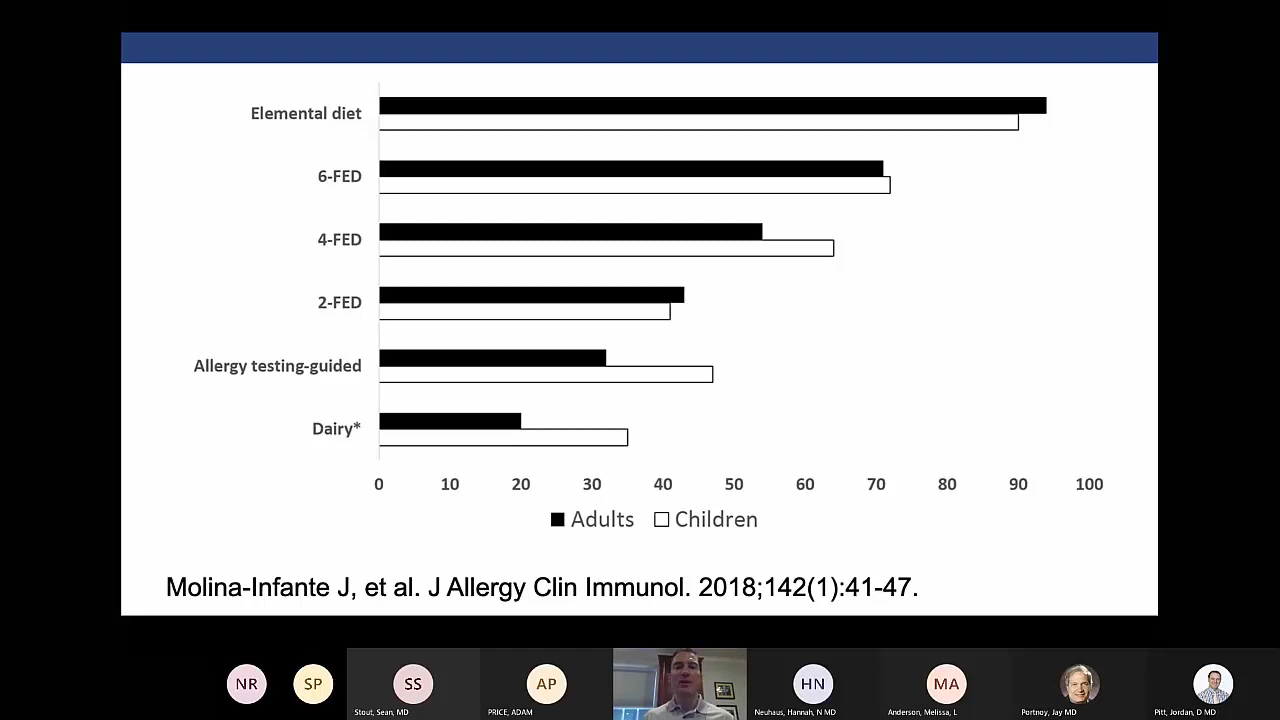 Elemental diet
6-FED
4-FED
2-FED
Allergy testing-guided
Dairy*
0 10 20 30 40 50 60 70 80 90 100
Adults Children
Molina-Infante J, et al. J Allergy Clin Immunol. 2018;142(1):41-47.
NR SP SS AP HN MA
Stout, Sean, MD PRICE, ADAM Neuhaus, Hannah, N MD Anderson, Melissa, L Portnoy, Jay MD Pitt, Jordan, D MD